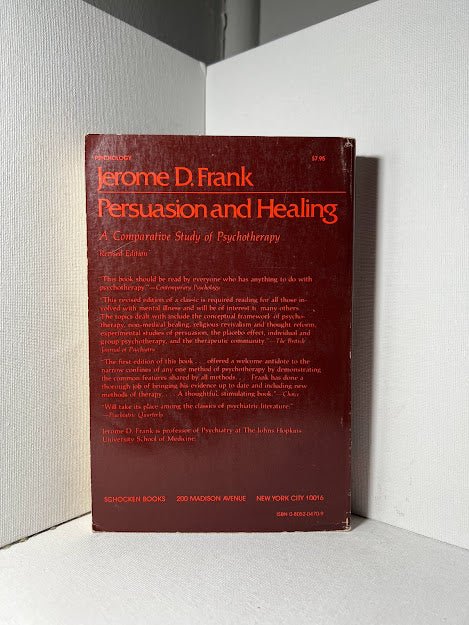 PSYCHOLOGY $7.95
Jerome D. Frank
Persuasion and Healing
A Comparative Study of Psychotherapy
Revised Edition
"This book should be read by everyone who has anything to do with
psychotherapy."—Contemporary Psychology
"This revised edition of a classic is required reading for all those in-
volved with mental illness and will be of interest to many others.
The topics dealt with include the conceptual framework of psycho-
therapy, non-medical healing, religious revivalism and thought reform,
experimental studies of persuasion, the placebo effect, individual and
group psychotherapy, and the therapeutic community."—The British
Journal of Psychiatry
"The first edition of this book . . . offered a welcome antidote to the
narrow confines of any one method of psychotherapy by demonstrating
the common features shared by all methods. . . . Frank has done a
thorough job of bringing his evidence up to date and including new
methods of therapy. . . . A thoughtful, stimulating book."—Choice
"Will take its place among the classics of psychiatric literature."
—Psychiatric Quarterly
Jerome D. Frank is professor of Psychiatry at The Johns Hopkins
University School of Medicine.
SCHOCKEN BOOKS 200 MADISON AVENUE NEW YORK CITY 10016
ISBN 0-8052-0470-9